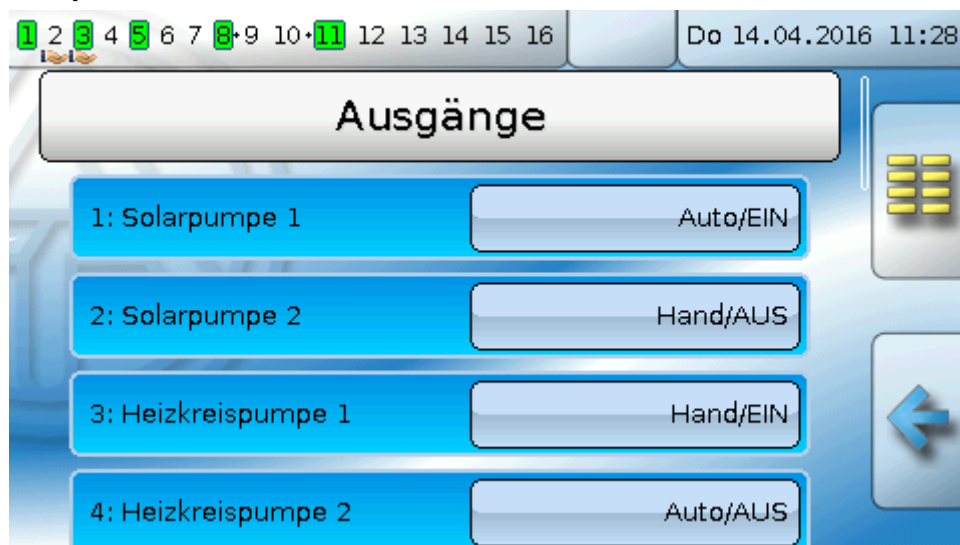 1 2 3 4 5 6 7 8 9 10 11 12 13 14 15 16 Do 14.04.2016 11:28
Ausgänge
1: Solarpumpe 1 Auto/EIN
2: Solarpumpe 2 Hand/AUS
3: Heizkreispumpe 1 Hand/EIN
4: Heizkreispumpe 2 Auto/AUS